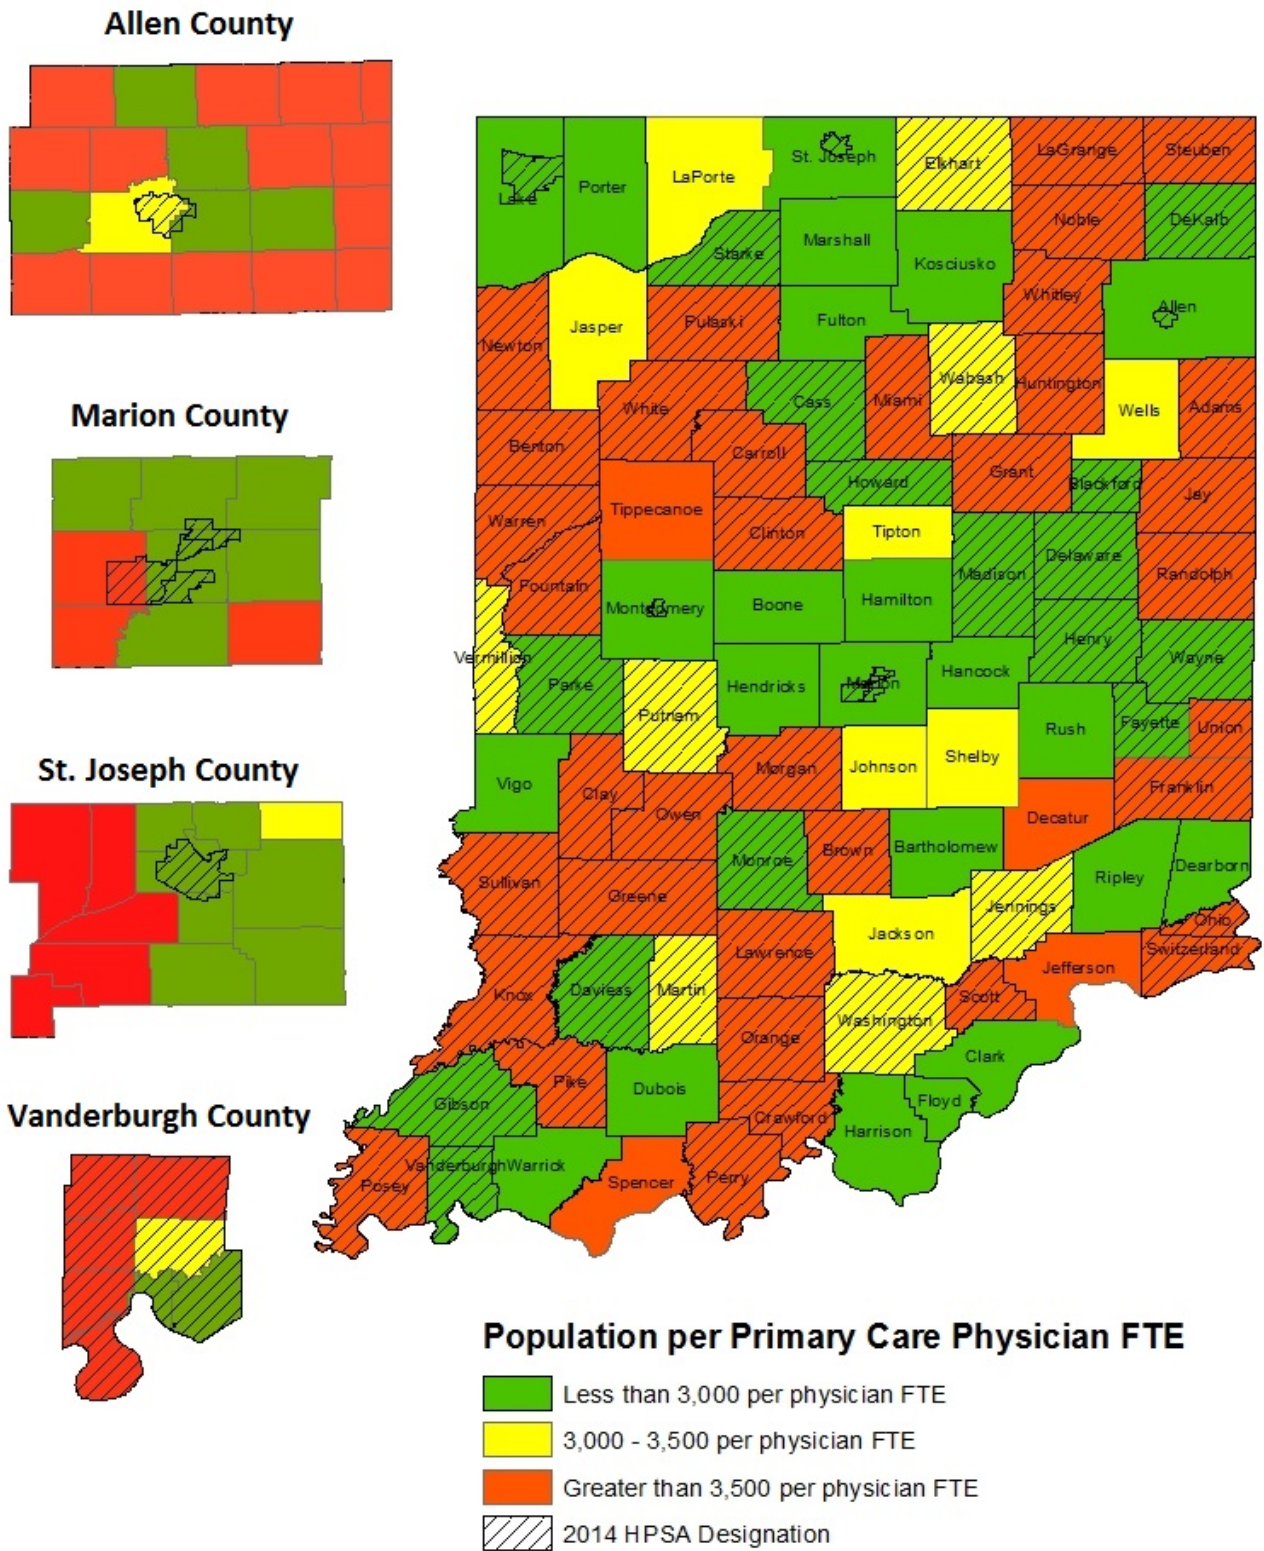 Allen County
Marion County
St. Joseph County
Vanderburgh County
Lake
Porter
LaPorte
St. Joseph
Elkhart
LaGrange
Steuben
Noble
DeKalb
Starke
Marshall
Kosciusko
Whitley
Allen
Newton
Jasper
Pulaski
Fulton
Miami
Wabash
Huntington
Wells
Adams
White
Cass
Benton
Carroll
Howard
Grant
Blackford
Jay
Warren
Tippecanoe
Clinton
Tipton
Fountain
Madison
Delaware
Randolph
Montgomery
Boone
Hamilton
Henry
Wayne
Vermillion
Parke
Putnam
Hendricks
Marion
Hancock
Rush
Fayette
Union
Vigo
Clay
Morgan
Johnson
Shelby
Franklin
Owen
Decatur
Monroe
Brown
Bartholomew
Ripley
Dearborn
Sullivan
Greene
Jennings
Ohio
Jackson
Lawrence
Jefferson
Switzerland
Knox
Daviess
Martin
Washington
Scott
Orange
Clark
Pike
Dubois
Gibson
Floyd
Crawford
Harrison
Posey
Vanderburgh
Warrick
Spencer
Perry
Population per Primary Care Physician FTE
Less than 3,000 per physician FTE
3,000 - 3,500 per physician FTE
Greater than 3,500 per physician FTE
2014 HPSA Designation